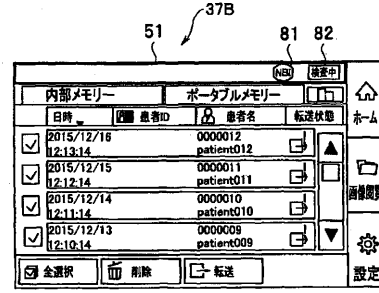 37B
51
81
82
NBI
検査中
内部メモリー
ポータブルメモリー
日時
患者ID
患者名
転送状態
2015/12/16
12:13:14
0000012
patient012
2015/12/15
12:12:14
0000011
patient011
2015/12/14
12:11:14
0000010
patient010
2015/12/13
12:10:14
0000009
patient009
全選択
削除
転送
ホーム
画像閲覧
設定